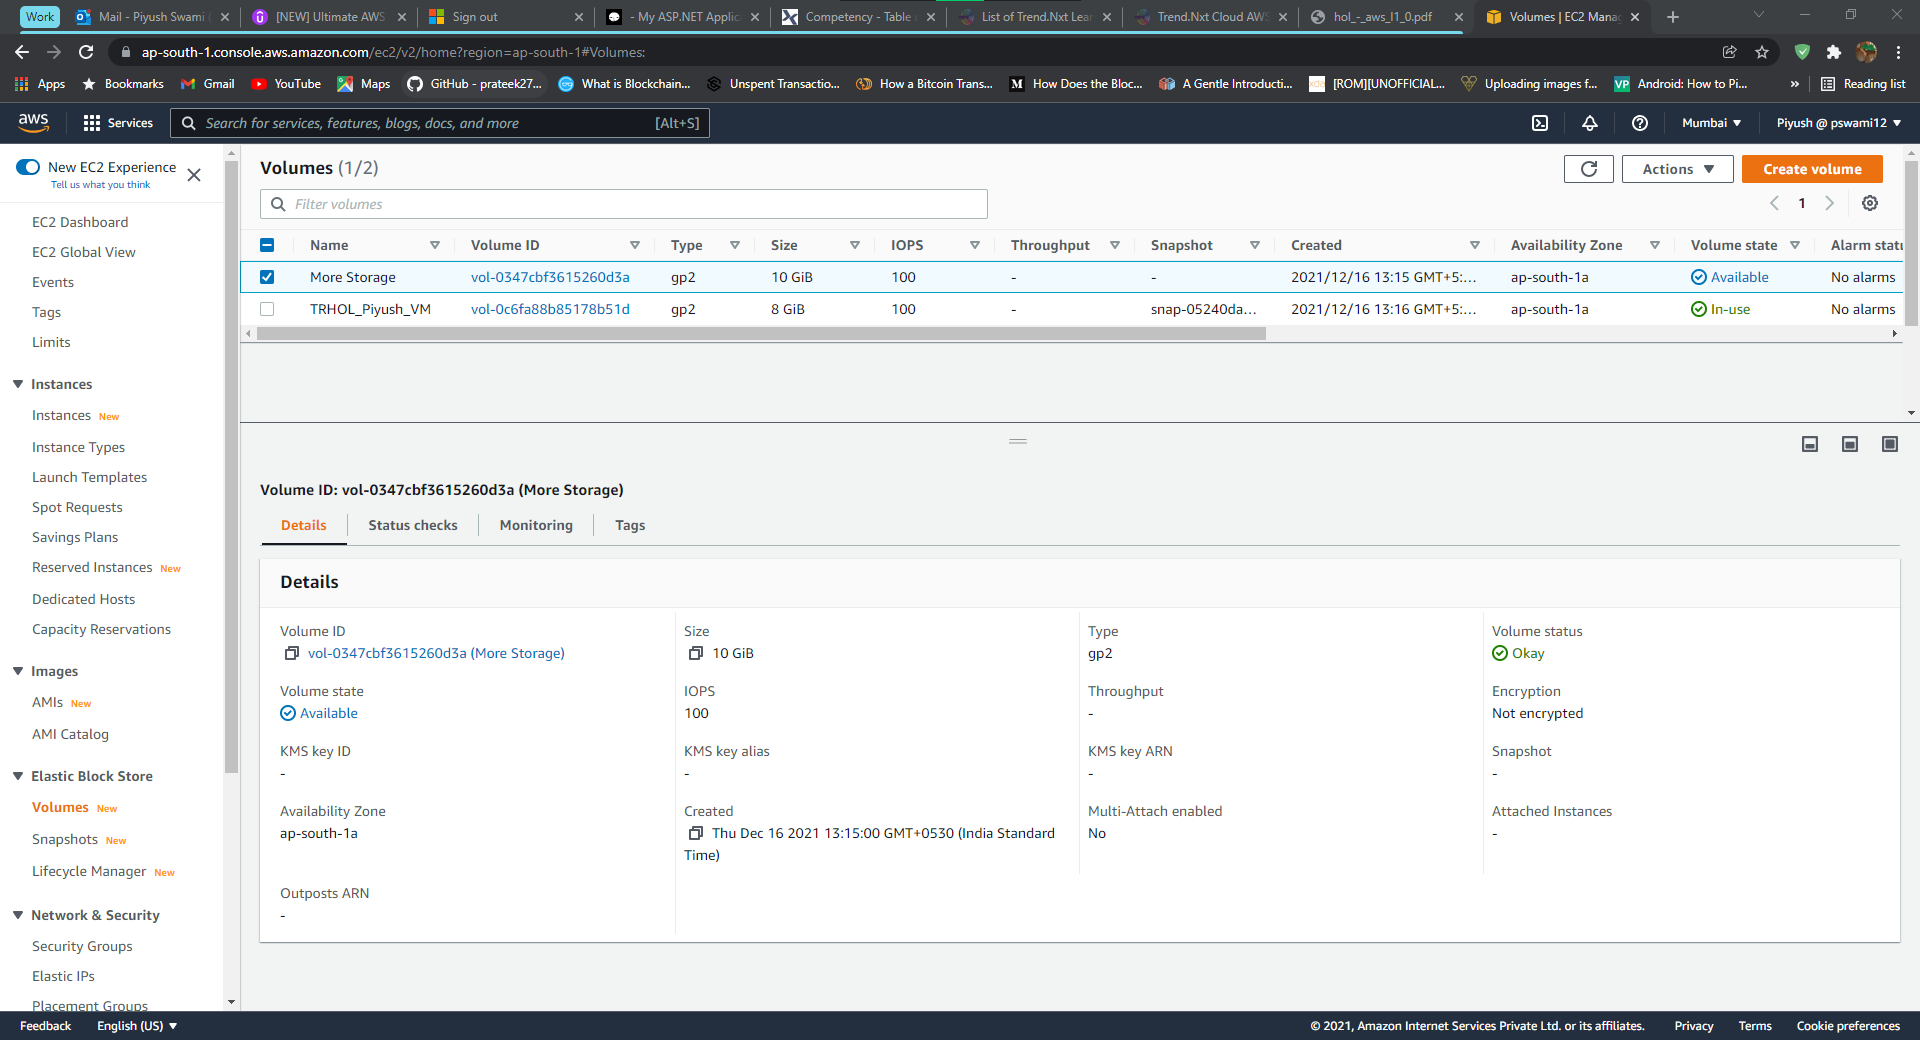 Work
Mail - Piyush Swami
[NEW] Ultimate AWS
Sign out
- My ASP.NET Applic
Competency - Table
List of Trend.Nxt Lea
Trend.Nxt Cloud AWS
hol_-_aws_l1_0.pdf
Volumes | EC2 Mana
ap-south-1.console.aws.amazon.com/ec2/v2/home?region=ap-south-1#Volumes:
Apps
Bookmarks
Gmail
YouTube
Maps
GitHub - prateek27...
What is Blockchain...
Unspent Transactio...
How a Bitcoin Trans...
How Does the Bloc...
A Gentle Introducti...
[ROM][UNOFFICIAL...
Uploading images f...
Android: How to Pi...
»
Reading list
aws
Services
Search for services, features, blogs, docs, and more
[Alt+S]
Mumbai
Piyush @ pswami12
New EC2 Experience
Tell us what you think
EC2 Dashboard
EC2 Global View
Events
Tags
Limits
Instances
Instances New
Instance Types
Launch Templates
Spot Requests
Savings Plans
Reserved Instances New
Dedicated Hosts
Capacity Reservations
Images
AMIs New
AMI Catalog
Elastic Block Store
Volumes New
Snapshots New
Lifecycle Manager New
Network & Security
Security Groups
Elastic IPs
Placement Groups
Volumes (1/2)
Actions
Create volume
Filter volumes
1
Name Volume ID Type Size IOPS Throughput Snapshot Created Availability Zone Volume state Alarm statu
More Storage vol-0347cbf3615260d3a gp2 10 GiB 100 - - 2021/12/16 13:15 GMT+5:... ap-south-1a Available No alarms
TRHOL_Piyush_VM vol-0c6fa88b85178b51d gp2 8 GiB 100 - snap-05240da... 2021/12/16 13:16 GMT+5:... ap-south-1a In-use No alarms
Volume ID: vol-0347cbf3615260d3a (More Storage)
Details
Status checks
Monitoring
Tags
Details
Volume ID
vol-0347cbf3615260d3a (More Storage)
Size
10 GiB
Type
gp2
Volume status
Okay
Volume state
Available
IOPS
100
Throughput
-
Encryption
Not encrypted
KMS key ID
-
KMS key alias
-
KMS key ARN
-
Snapshot
-
Availability Zone
ap-south-1a
Created
Thu Dec 16 2021 13:15:00 GMT+0530 (India Standard
Time)
Multi-Attach enabled
No
Attached Instances
-
Outposts ARN
-
Feedback
English (US)
© 2021, Amazon Internet Services Private Ltd. or its affiliates.
Privacy
Terms
Cookie preferences